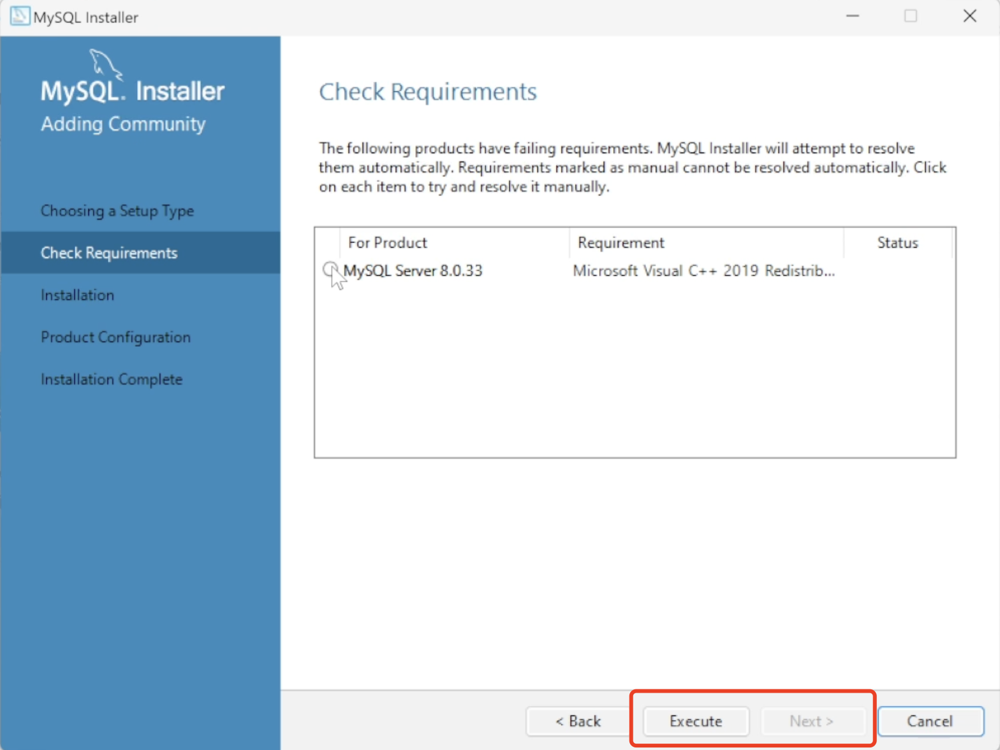 MySQL Installer
MySQL. Installer
Adding Community
Choosing a Setup Type
Check Requirements
Installation
Product Configuration
Installation Complete
Check Requirements
The following products have failing requirements. MySQL Installer will attempt to resolve
them automatically. Requirements marked as manual cannot be resolved automatically. Click
on each item to try and resolve it manually.
For Product Requirement Status
MySQL Server 8.0.33 Microsoft Visual C++ 2019 Redistrib...
< Back Execute Next > Cancel